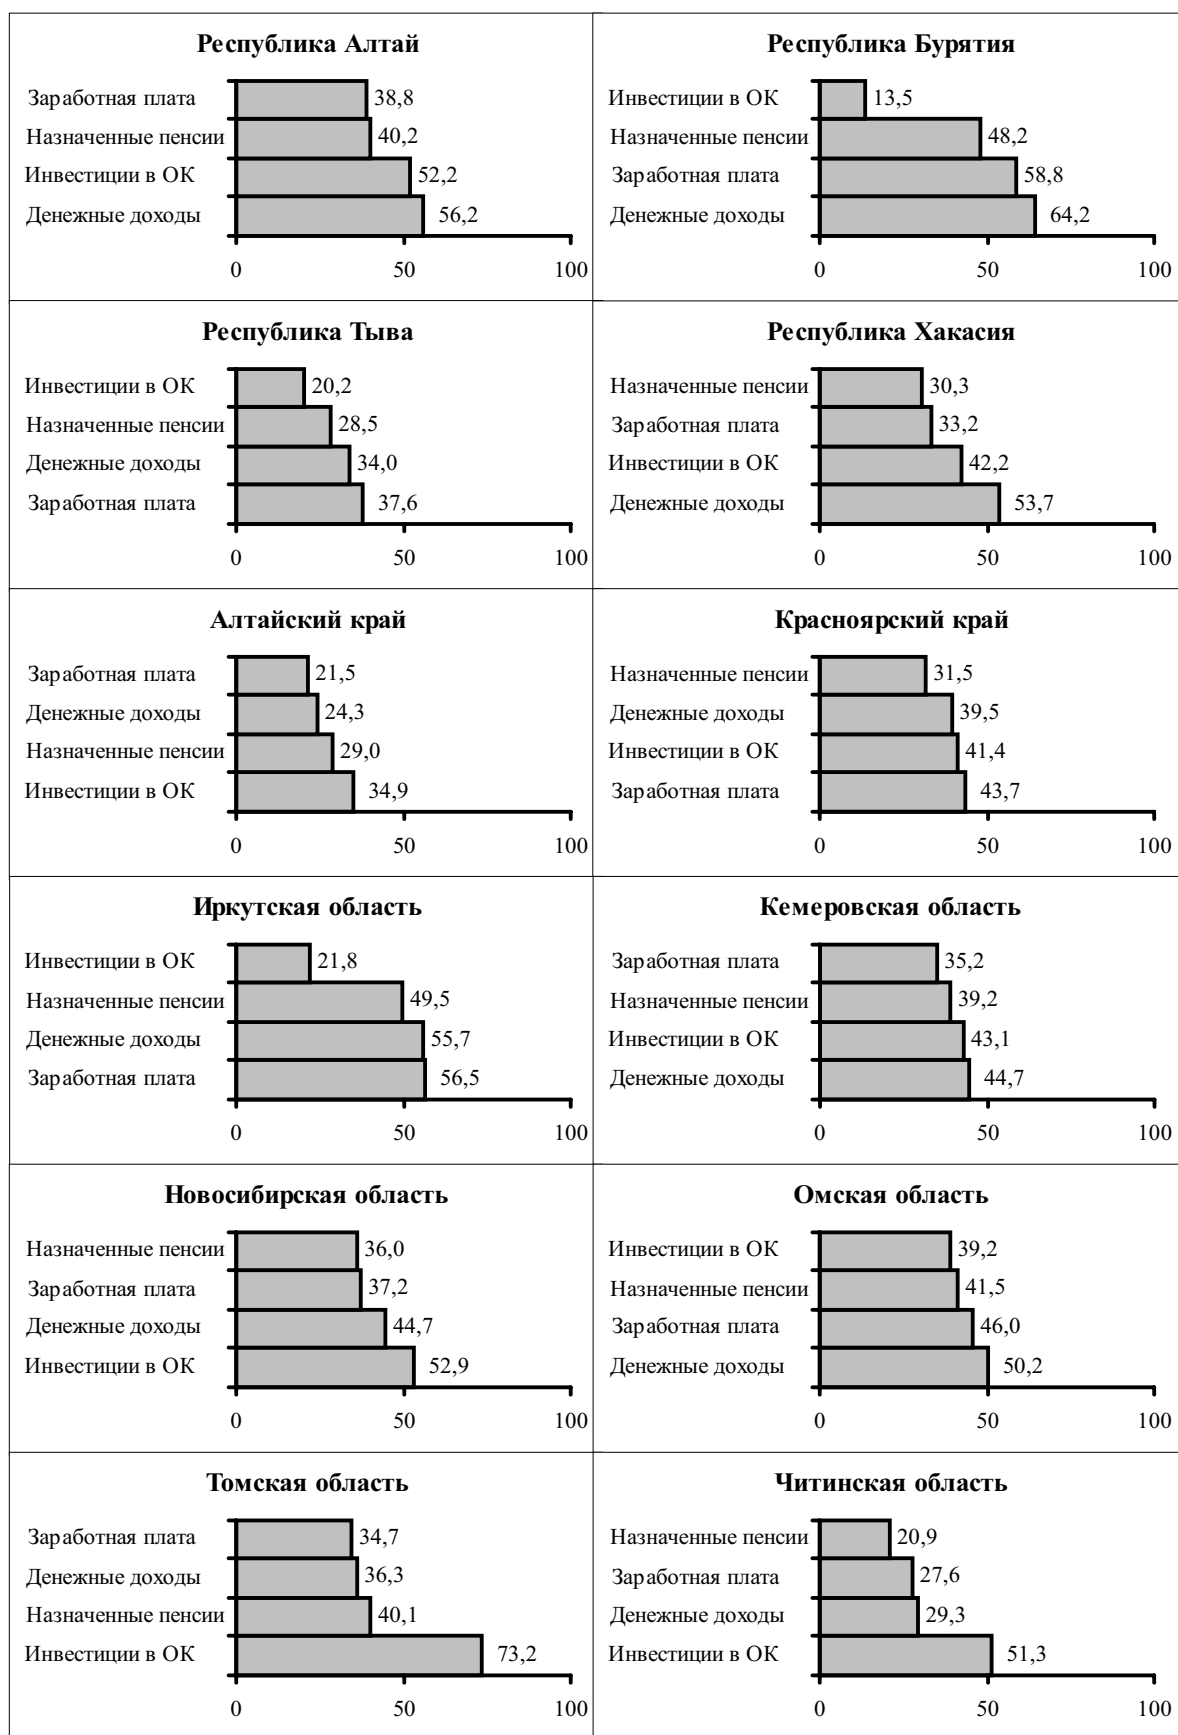 Республика Алтай
Заработная плата 38,8
Назначенные пенсии 40,2
Инвестиции в ОК 52,2
Денежные доходы 56,2
0 50 100
Республика Бурятия
Инвестиции в ОК 13,5
Назначенные пенсии 48,2
Заработная плата 58,8
Денежные доходы 64,2
0 50 100
Республика Тыва
Инвестиции в ОК 20,2
Назначенные пенсии 28,5
Денежные доходы 34,0
Заработная плата 37,6
0 50 100
Республика Хакасия
Назначенные пенсии 30,3
Заработная плата 33,2
Инвестиции в ОК 42,2
Денежные доходы 53,7
0 50 100
Алтайский край
Заработная плата 21,5
Денежные доходы 24,3
Назначенные пенсии 29,0
Инвестиции в ОК 34,9
0 50 100
Красноярский край
Назначенные пенсии 31,5
Денежные доходы 39,5
Инвестиции в ОК 41,4
Заработная плата 43,7
0 50 100
Иркутская область
Инвестиции в ОК 21,8
Назначенные пенсии 49,5
Денежные доходы 55,7
Заработная плата 56,5
0 50 100
Кемеровская область
Заработная плата 35,2
Назначенные пенсии 39,2
Инвестиции в ОК 43,1
Денежные доходы 44,7
0 50 100
Новосибирская область
Назначенные пенсии 36,0
Заработная плата 37,2
Денежные доходы 44,7
Инвестиции в ОК 52,9
0 50 100
Омская область
Инвестиции в ОК 39,2
Назначенные пенсии 41,5
Заработная плата 46,0
Денежные доходы 50,2
0 50 100
Томская область
Заработная плата 34,7
Денежные доходы 36,3
Назначенные пенсии 40,1
Инвестиции в ОК 73,2
0 50 100
Читинская область
Назначенные пенсии 20,9
Заработная плата 27,6
Денежные доходы 29,3
Инвестиции в ОК 51,3
0 50 100